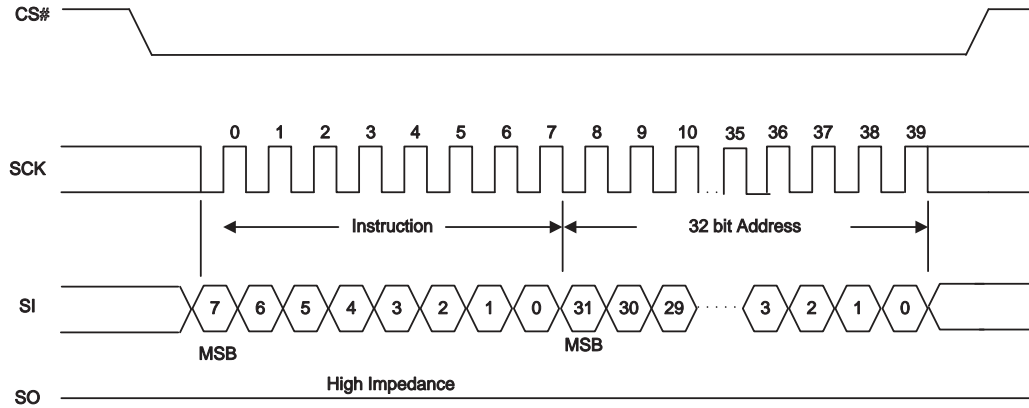 CS#
0 1 2 3 4 5 6 7 8 9 10 35 36 37 38 39
SCK
Instruction 32 bit Address
SI 7 6 5 4 3 2 1 0 31 30 29 3 2 1 0
MSB MSB
High Impedance
SO